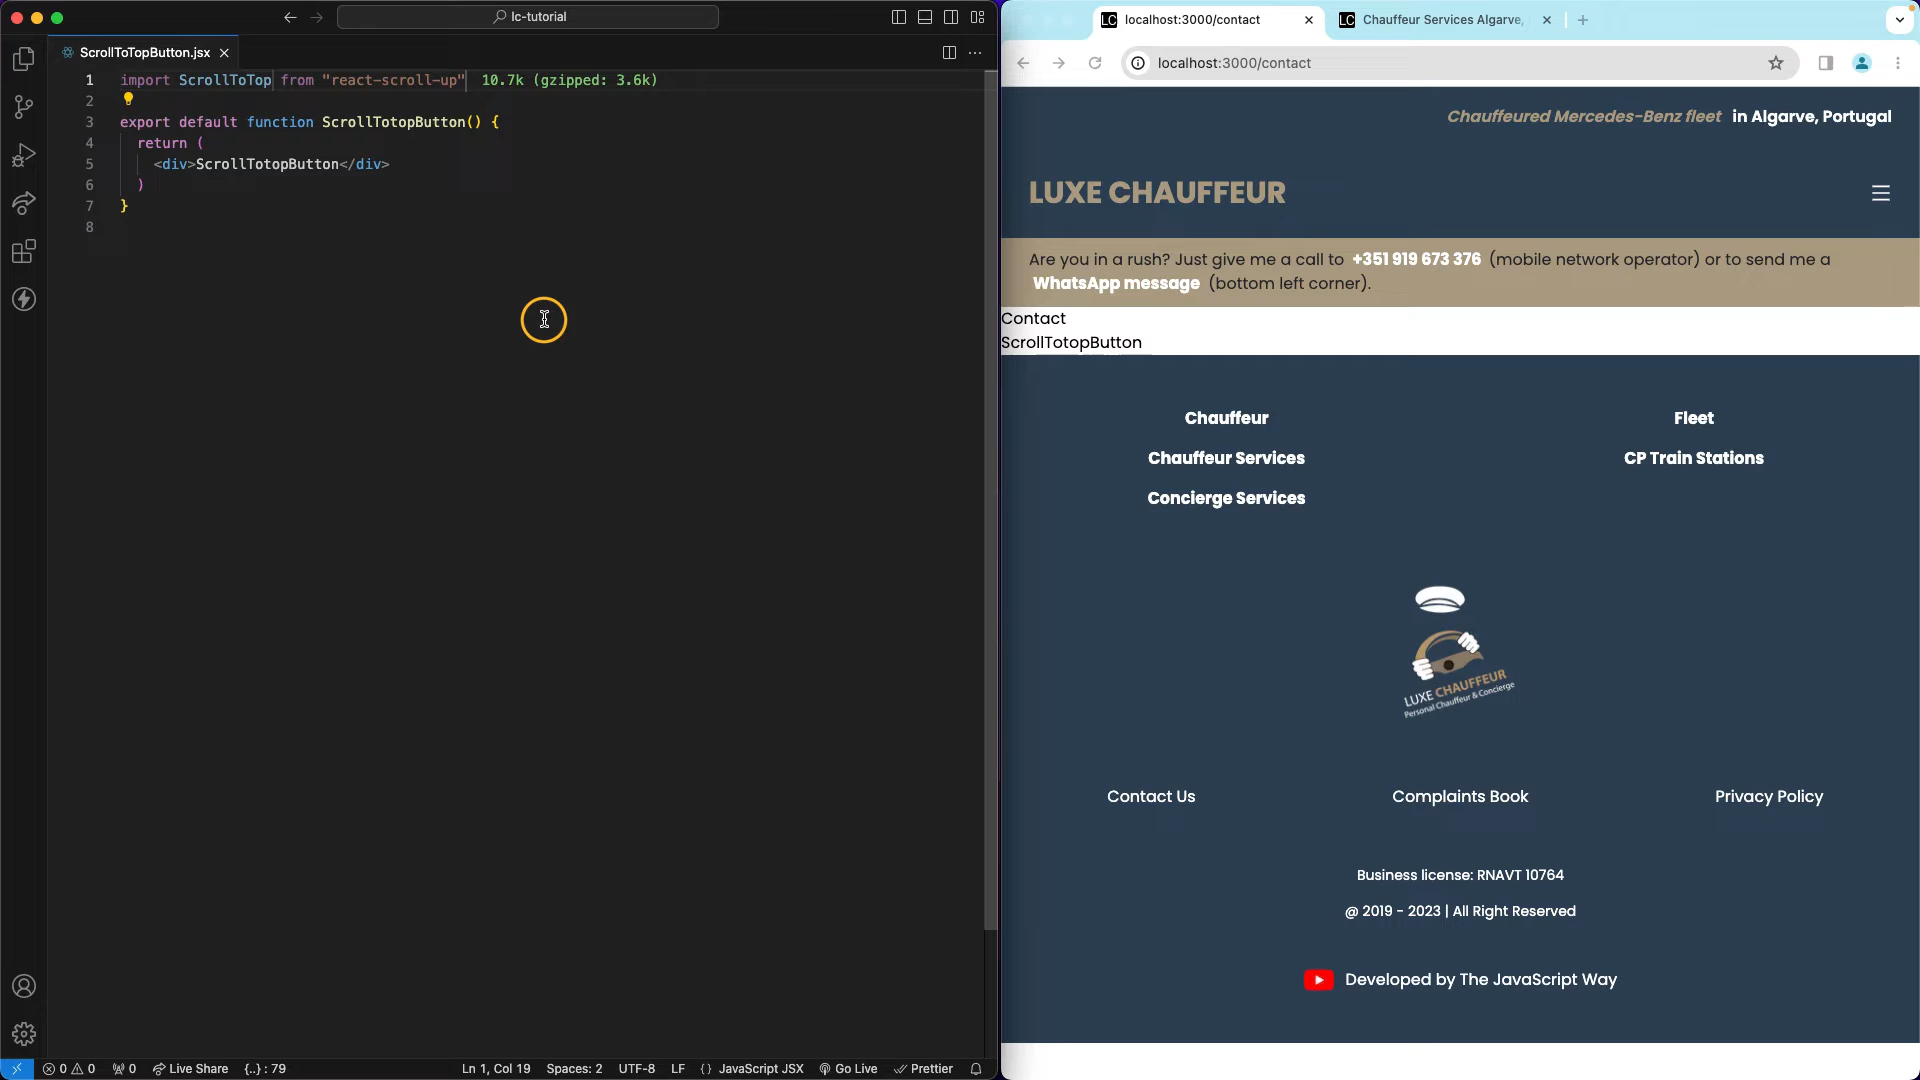 lc-tutorial
ScrollToTopButton.jsx
1 import ScrollToTop from "react-scroll-up" 10.7k (gzipped: 3.6k)
2
3 export default function ScrollTotopButton() {
4 return (
5 <div>ScrollTotopButton</div>
6 )
7 }
8
0 0 0 Live Share {..} : 79 Ln 1, Col 19 Spaces: 2 UTF-8 LF {} JavaScript JSX Go Live Prettier
LC localhost:3000/contact LC Chauffeur Services Algarve,
localhost:3000/contact
Chauffeured Mercedes-Benz fleet in Algarve, Portugal
LUXE CHAUFFEUR
Are you in a rush? Just give me a call to +351 919 673 376 (mobile network operator) or to send me a
WhatsApp message (bottom left corner).
Contact
ScrollTotopButton
Chauffeur Fleet
Chauffeur Services CP Train Stations
Concierge Services
LUXE CHAUFFEUR
Personal Chauffeur & Concierge
Contact Us Complaints Book Privacy Policy
Business license: RNAVT 10764
@ 2019 - 2023 | All Right Reserved
Developed by The JavaScript Way